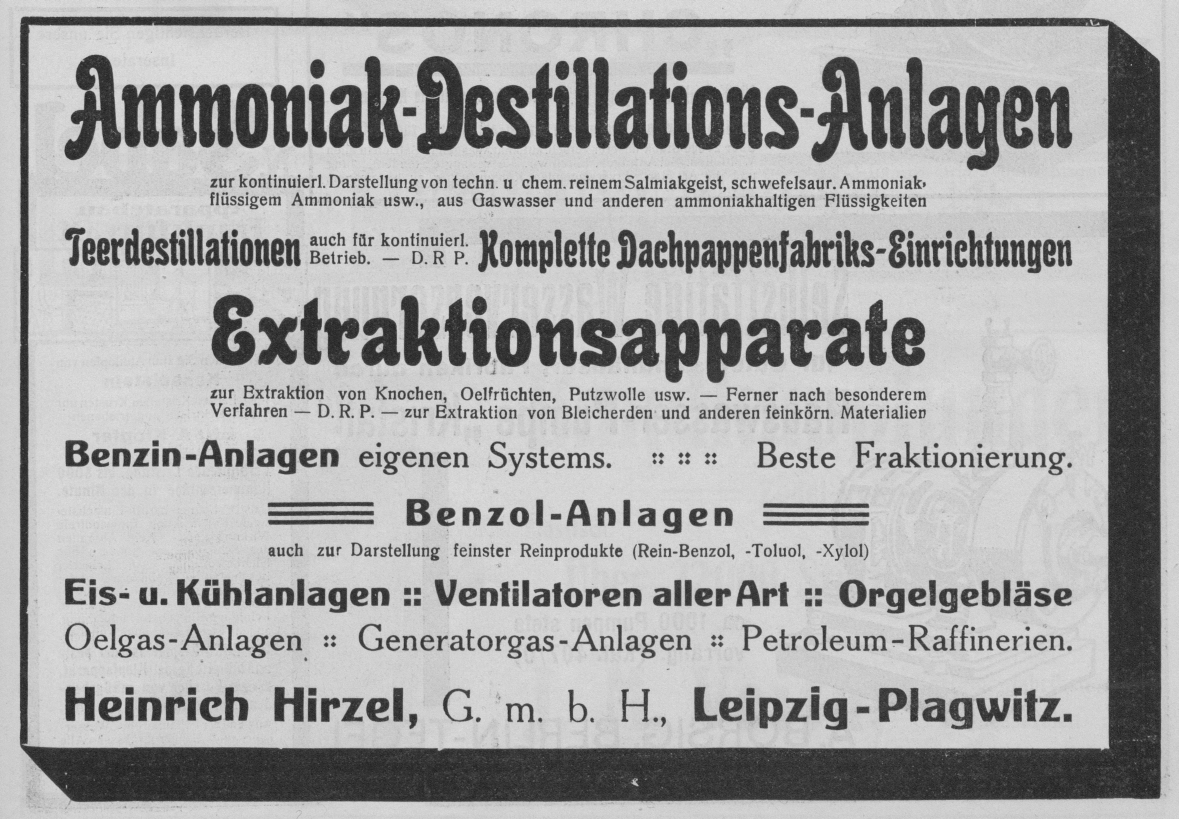 Ammoniak-Destillations-Anlagen
zur kontinuierl. Darstellung von techn. u chem. reinem Salmiakgeist, schwefelsaur. Ammoniak,
flüssigem Ammoniak usw., aus Gaswasser und anderen ammoniakhaltigen Flüssigkeiten
Teerdestillationen auch für kontinuierl. Betrieb. — D. R P. Komplette Dachpappenfabriks-Einrichtungen
Extraktionsapparate
zur Extraktion von Knochen, Oelfrüchten, Putzwolle usw. — Ferner nach besonderem
Verfahren — D. R. P. — zur Extraktion von Bleicherden und anderen feinkörn. Materialien
Benzin-Anlagen eigenen Systems. :: :: :: Beste Fraktionierung.
Benzol-Anlagen
auch zur Darstellung feinster Reinprodukte (Rein-Benzol, -Toluol, -Xylol)
Eis- u. Kühlanlagen :: Ventilatoren aller Art :: Orgelgebläse
Oelgas-Anlagen :: Generatorgas-Anlagen :: Petroleum-Raffinerien.
Heinrich Hirzel, G. m. b. H., Leipzig-Plagwitz.